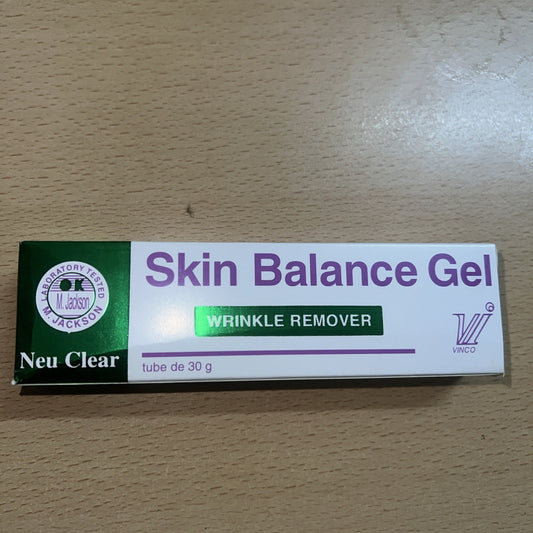 LABORATORY TESTED
OK
M. Jackson
M. JACKSON
Neu Clear
Skin Balance Gel
WRINKLE REMOVER
tube de 30 g
VINCO